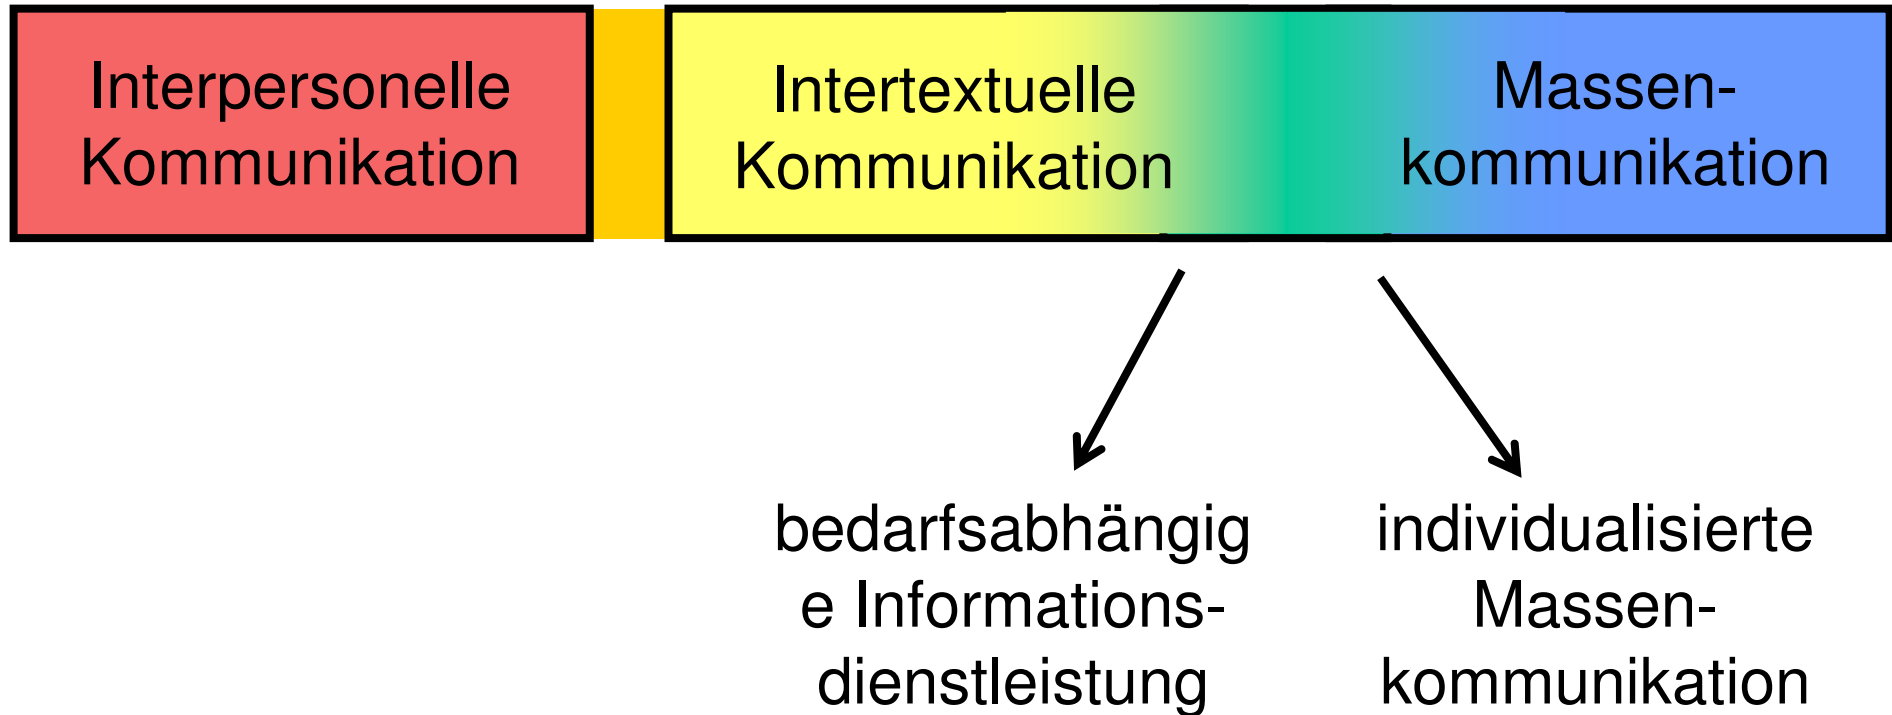 Interpersonelle
Kommunikation
Intertextuelle
Kommunikation
Massen-
kommunikation
bedarfsabhängig
e Informations-
dienstleistung
individualisierte
Massen-
kommunikation